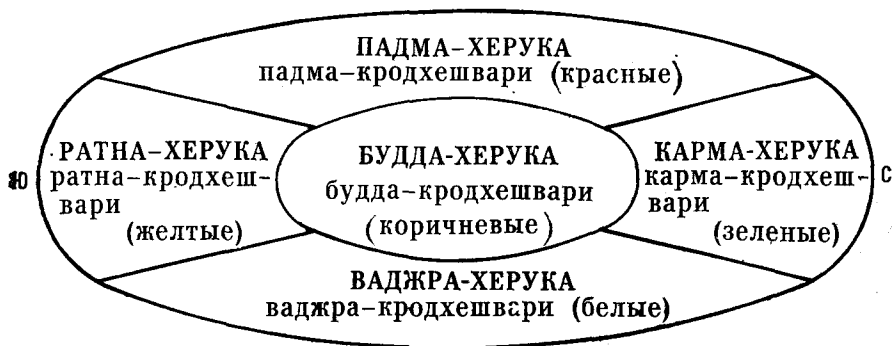 ПАДМА-ХЕРУКА
падма-кродхешвари (красные)
Ю
РАТНА-ХЕРУКА
ратна-кродхеш-
вари
(желтые)
БУДДА-ХЕРУКА
будда-кродхешвари
(коричневые)
КАРМА-ХЕРУКА
карма-кродхеш-
вари
(зеленые)
С
ВАДЖРА-ХЕРУКА
ваджра-кродхешвари (белые)